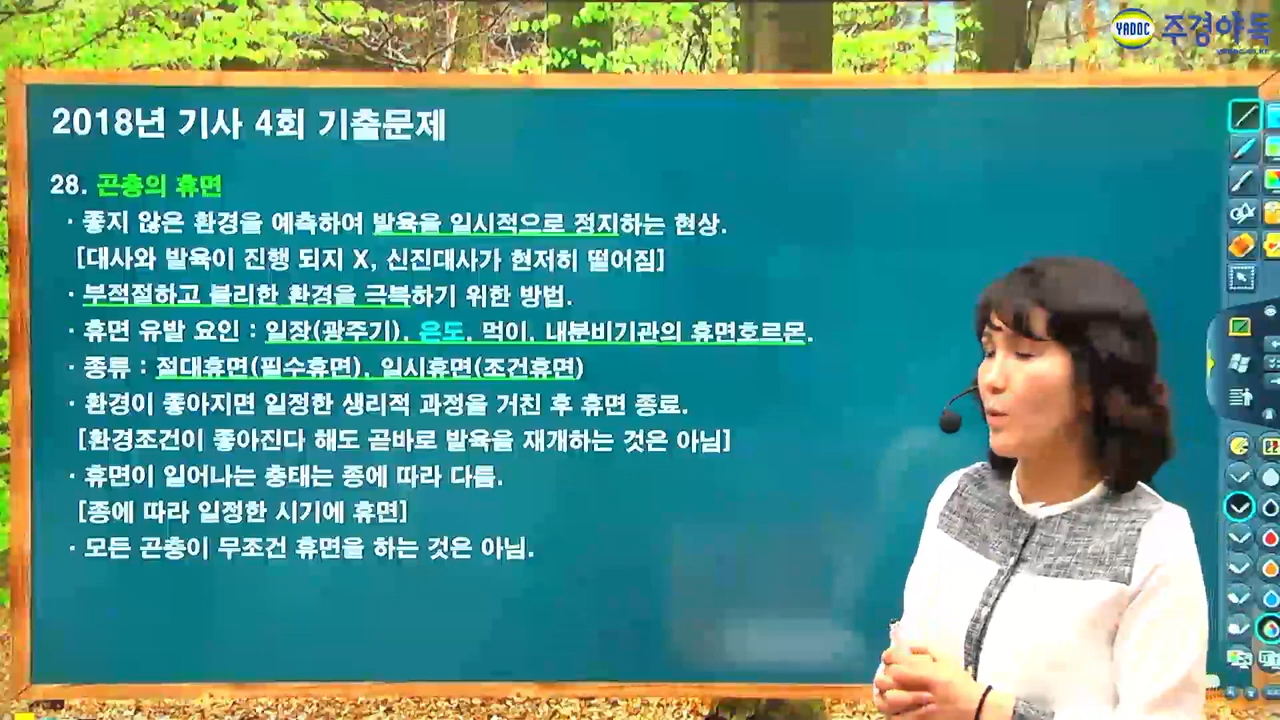 YADOC 주경야독
2018년 기사 4회 기출문제
28. 곤충의 휴면
· 좋지 않은 환경을 예측하여 발육을 일시적으로 정지하는 현상.
[대사와 발육이 진행 되지 X, 신진대사가 현저히 떨어짐]
· 부적절하고 불리한 환경을 극복하기 위한 방법.
· 휴면 유발 요인 : 일장(광주기), 온도, 먹이, 내분비기관의 휴면호르몬.
· 종류 : 절대휴면(필수휴면), 일시휴면(조건휴면)
· 환경이 좋아지면 일정한 생리적 과정을 거친 후 휴면 종료.
[환경조건이 좋아진다 해도 곧바로 발육을 재개하는 것은 아님]
· 휴면이 일어나는 충태는 종에 따라 다름.
[종에 따라 일정한 시기에 휴면]
· 모든 곤충이 무조건 휴면을 하는 것은 아님.